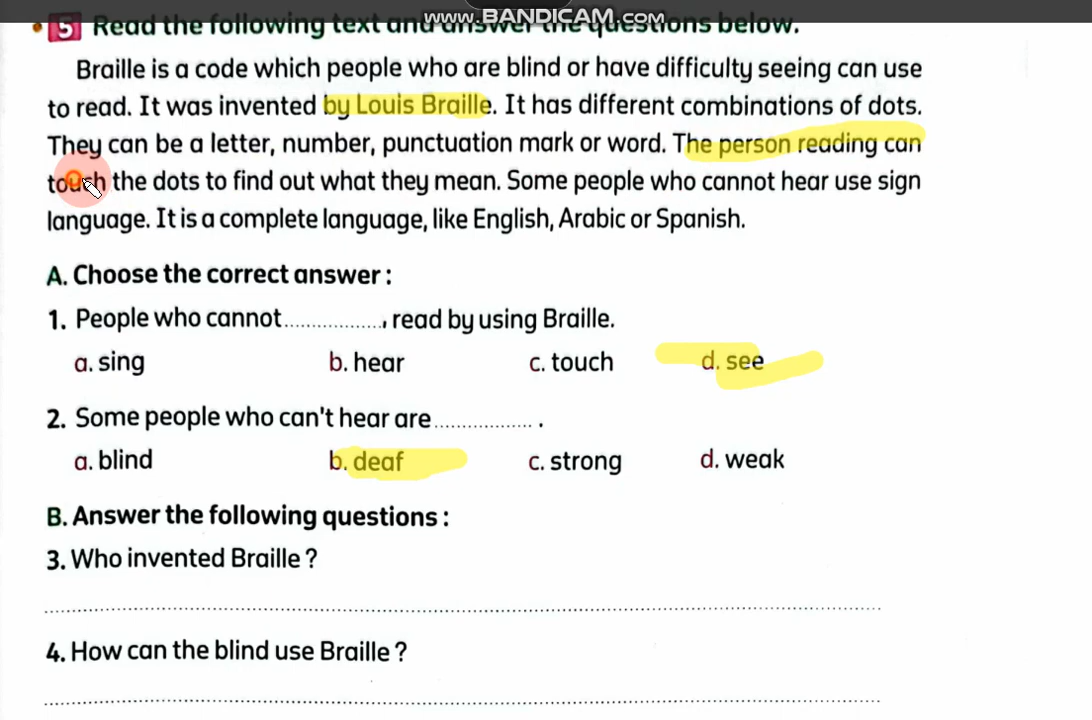 www.BANDICAM.com
5 Read the following text and answer the questions below.
Braille is a code which people who are blind or have difficulty seeing can use
to read. It was invented by Louis Braille. It has different combinations of dots.
They can be a letter, number, punctuation mark or word. The person reading can
touch the dots to find out what they mean. Some people who cannot hear use sign
language. It is a complete language, like English, Arabic or Spanish.
A. Choose the correct answer :
1. People who cannot ................, read by using Braille.
a. sing b. hear c. touch d. see
2. Some people who can't hear are ................ .
a. blind b. deaf c. strong d. weak
B. Answer the following questions :
3. Who invented Braille ?
4. How can the blind use Braille ?